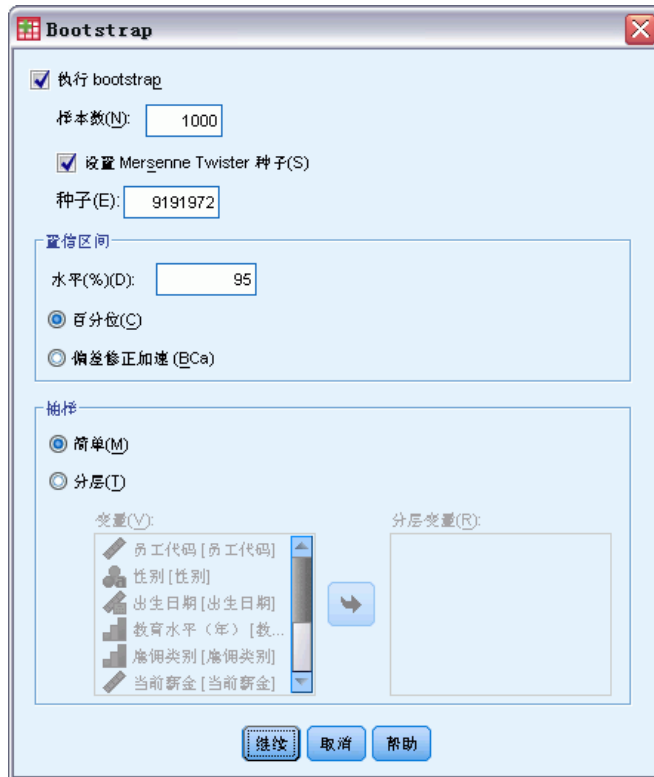 Bootstrap
执行 bootstrap
样本数(N): 1000
设置 Mersenne Twister 种子(S)
种子(E): 9191972
置信区间
水平(%)(D): 95
百分位(C)
偏差修正加速(BCa)
抽样
简单(M)
分层(T)
变量(V):
员工代码 [员工代码]
性别 [性别]
出生日期 [出生日期]
教育水平（年） [教...
雇佣类别 [雇佣类别]
当前薪金 [当前薪金]
分层变量(R):
继续 取消 帮助